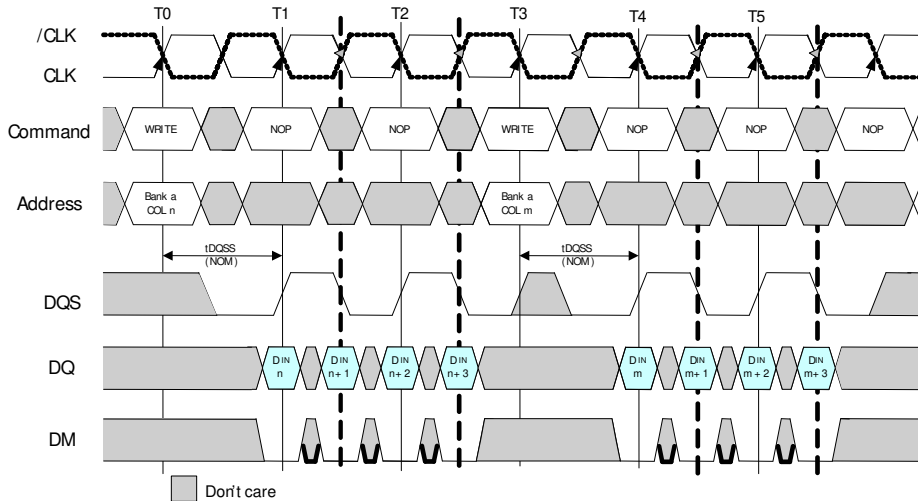 T0 T1 T2 T3 T4 T5
/CLK
CLK
Command WRITE NOP NOP WRITE NOP NOP NOP
Address Bank a COL n Bank a COL m
tDQSS (NOM) tDQSS (NOM)
DQS
DQ DIN n DIN n+1 DIN n+2 DIN n+3 DIN m DIN m+1 DIN m+2 DIN m+3
DM
Don't care